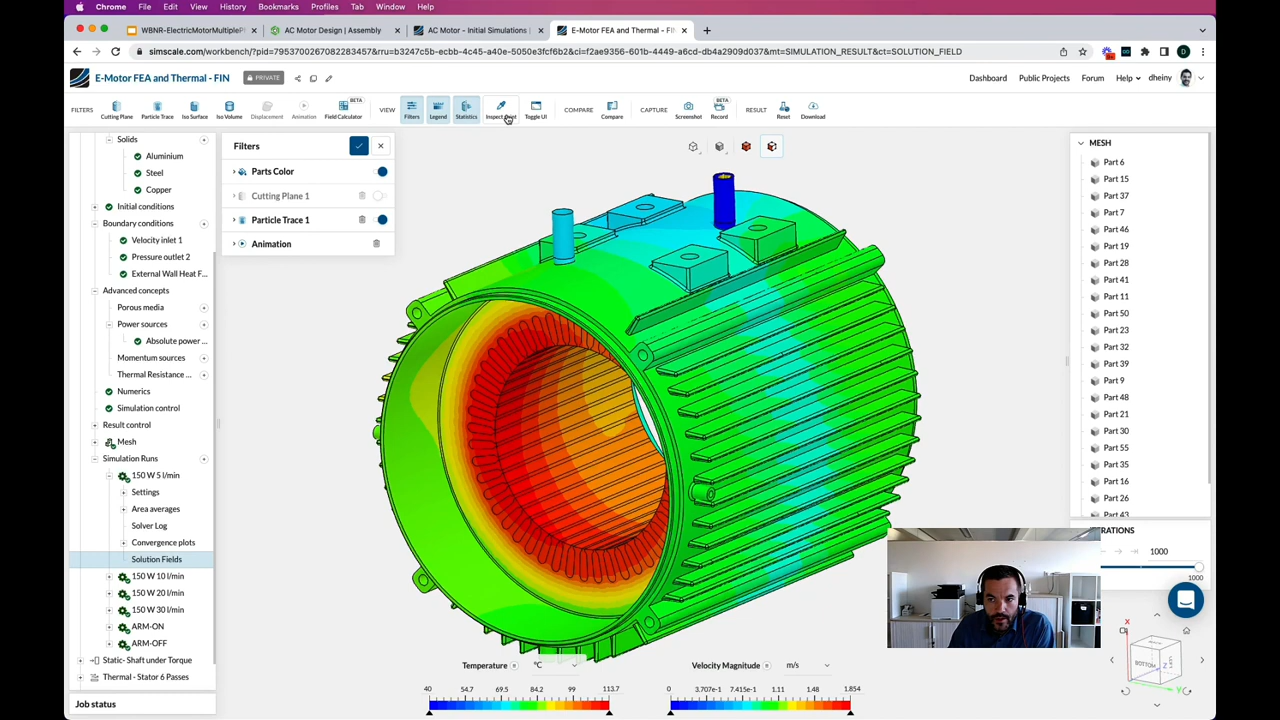 Chrome File Edit View History Bookmarks Profiles Tab Window Help
WBNR-ElectricMotorMultipleP
AC Motor Design | Assembly
AC Motor - Initial Simulations |
E-Motor FEA and Thermal - FIN
simscale.com/workbench/?pid=7953700267082283457&rru=b3247c5b-ecbb-4c45-a40e-5050e3fcf6b2&ci=f2ae9356-601b-4449-a6cd-db4a2909d037&mt=SIMULATION_RESULT&ct=SOLUTION_FIELD
E-Motor FEA and Thermal - FIN PRIVATE
Dashboard Public Projects Forum Help dheiny
BETA BETA
FILTERS Cutting Plane Particle Trace Iso Surface Iso Volume Displacement Animation Field Calculator VIEW Filters Legend Statistics Inspect Point Toggle UI COMPARE Compare CAPTURE Screenshot Record RESULT Reset Download
Solids
Aluminium
Steel
Copper
Initial conditions
Boundary conditions
Velocity inlet 1
Pressure outlet 2
External Wall Heat F...
Advanced concepts
Porous media
Power sources
Absolute power ...
Momentum sources
Thermal Resistance ...
Numerics
Simulation control
Result control
Mesh
Simulation Runs
150 W 5 l/min
Settings
Area averages
Solver Log
Convergence plots
Solution Fields
150 W 10 l/min
150 W 20 l/min
150 W 30 l/min
ARM-ON
ARM-OFF
Static- Shaft under Torque
Thermal - Stator 6 Passes
Job status
Filters
Parts Color
Cutting Plane 1
Particle Trace 1
Animation
MESH
Part 6
Part 15
Part 37
Part 7
Part 46
Part 19
Part 28
Part 41
Part 11
Part 50
Part 23
Part 32
Part 39
Part 9
Part 48
Part 21
Part 30
Part 55
Part 35
Part 16
Part 26
Part 43
1000
1000
Temperature °C
40 54.7 69.5 84.2 99 113.7
Velocity Magnitude m/s
0 3.707e-1 7.415e-1 1.11 1.48 1.854
X
BOTTOM
Z
Y